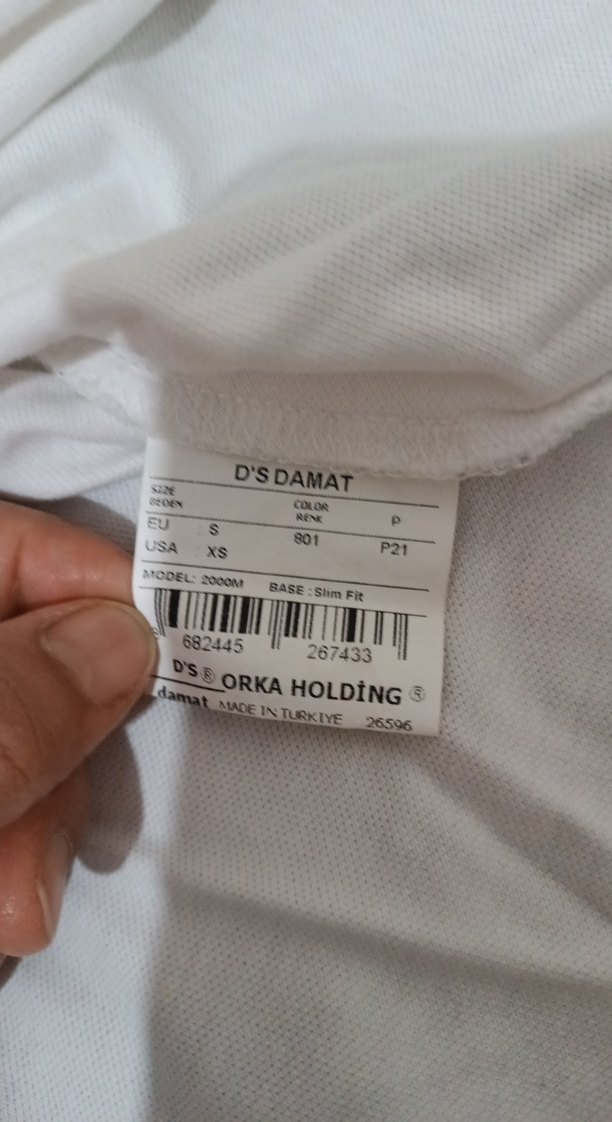 D'S DAMAT
SIZE BEDEN COLOR RENK P
EU : S 801 P21
USA : XS
MODEL: 2000M BASE : Slim Fit
8 682445 267433
D'S ® ORKA HOLDİNG ®
damat MADE IN TURKIYE 26596